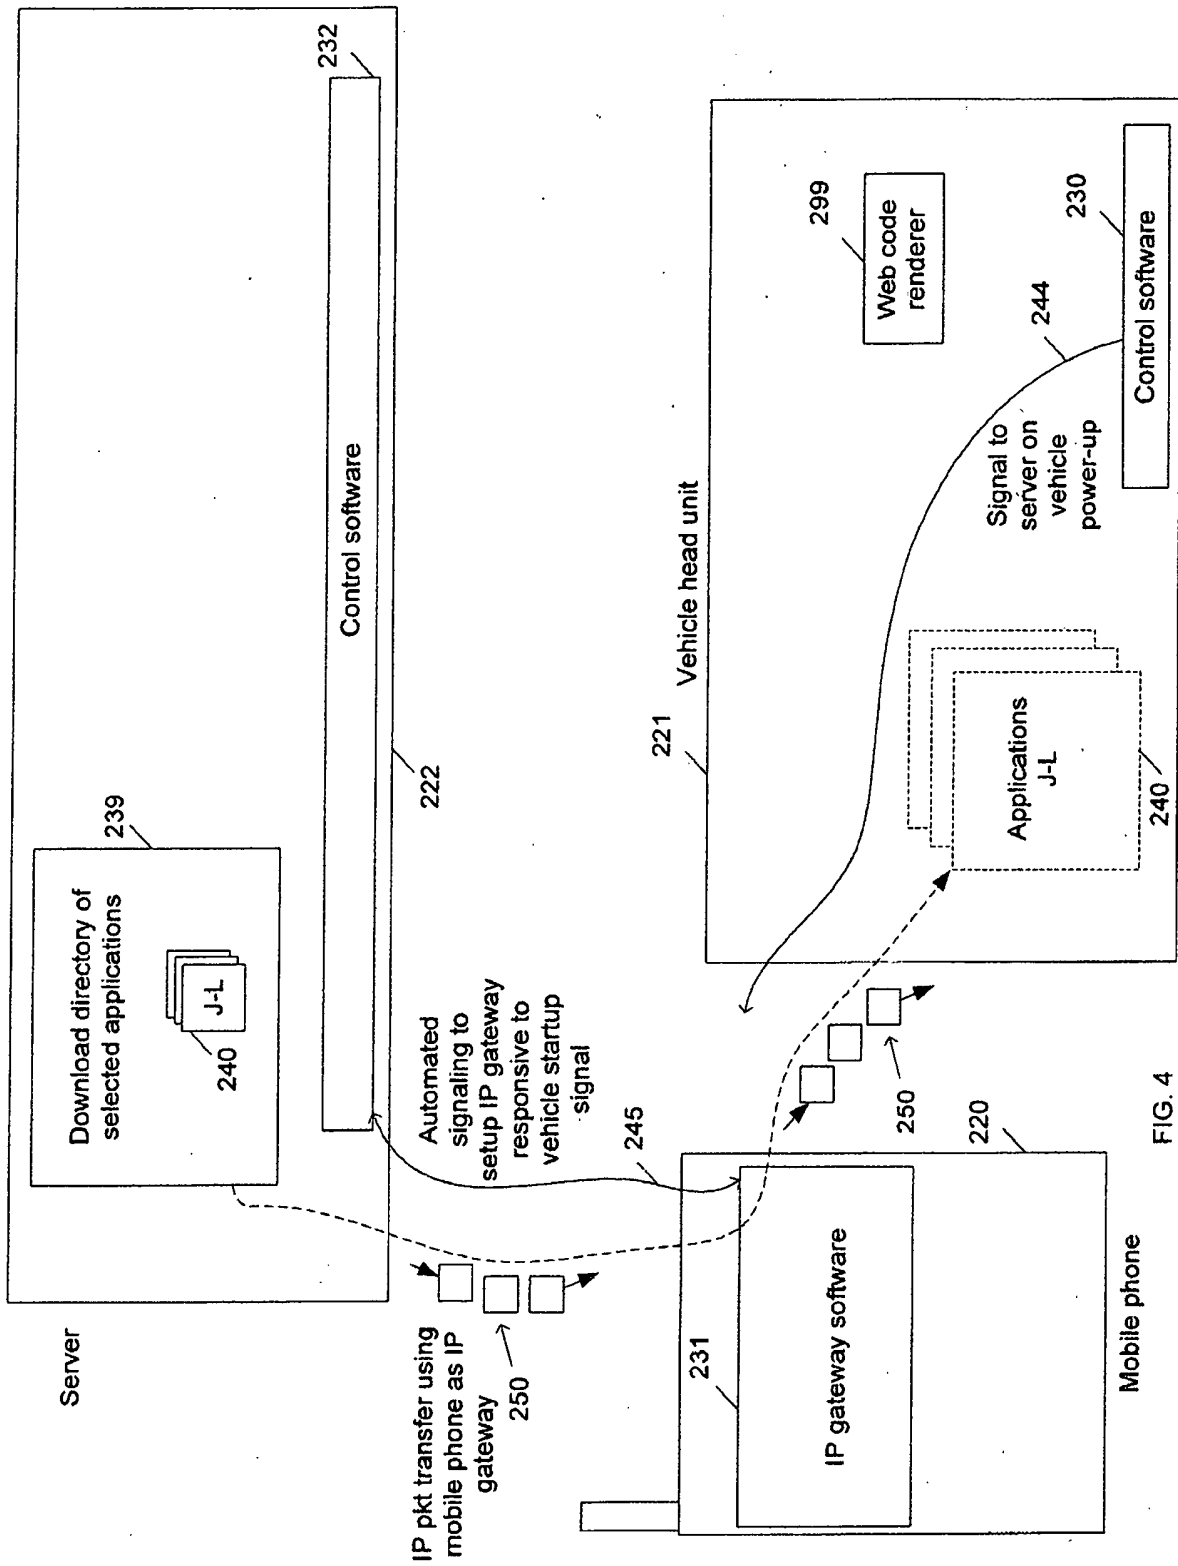 Server
Download directory of
selected applications
239
J-L
240
Control software
232
222
IP pkt transfer using
mobile phone as IP
gateway
250
Automated
signaling to
setup IP gateway
responsive to
vehicle startup
signal
245
231
IP gateway software
Mobile phone
220
250
221
Vehicle head unit
Applications
J-L
240
Signal to
server on
vehicle
power-up
244
Web code
renderer
299
Control software
230
FIG. 4